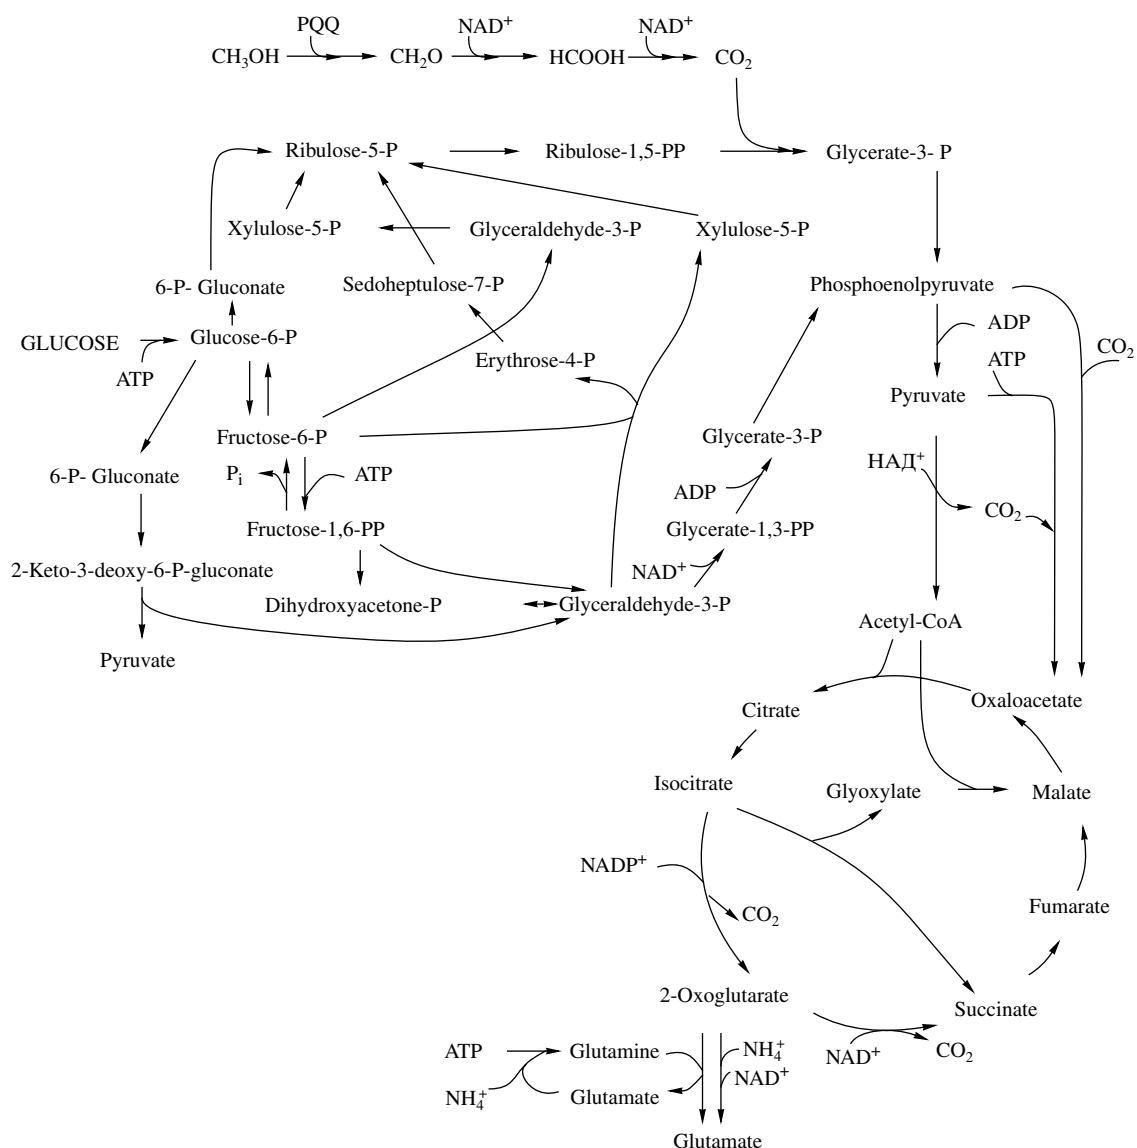 PQQ NAD⁺ NAD⁺
CH₃OH CH₂O HCOOH CO₂
Ribulose-5-P Ribulose-1,5-PP Glycerate-3- P
Xylulose-5-P Glyceraldehyde-3-P Xylulose-5-P
6-P- Gluconate Sedoheptulose-7-P Phosphoenolpyruvate
GLUCOSE Glucose-6-P ADP
ATP Erythrose-4-P ATP CO₂
Pyruvate
Fructose-6-P Glycerate-3-P
6-P- Gluconate Pᵢ ATP НАД⁺
ADP CO₂
Fructose-1,6-PP Glycerate-1,3-PP
2-Keto-3-deoxy-6-P-gluconate NAD⁺
Dihydroxyacetone-P Glyceraldehyde-3-P
Acetyl-CoA
Pyruvate
Citrate Oxaloacetate
Isocitrate Glyoxylate Malate
NADP⁺
CO₂ Fumarate
2-Oxoglutarate Succinate
ATP Glutamine NH₄⁺ NAD⁺ CO₂
NH₄⁺ Glutamate NAD⁺
Glutamate